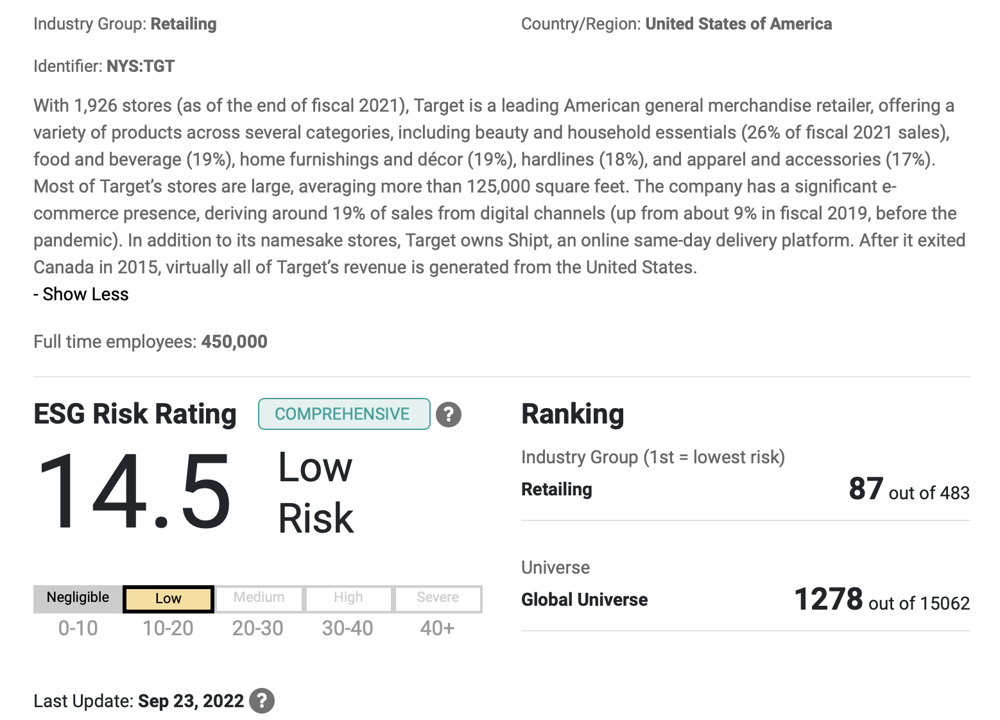 Industry Group: Retailing
Country/Region: United States of America
Identifier: NYS:TGT
With 1,926 stores (as of the end of fiscal 2021), Target is a leading American general merchandise retailer, offering a
variety of products across several categories, including beauty and household essentials (26% of fiscal 2021 sales),
food and beverage (19%), home furnishings and décor (19%), hardlines (18%), and apparel and accessories (17%).
Most of Target’s stores are large, averaging more than 125,000 square feet. The company has a significant e-
commerce presence, deriving around 19% of sales from digital channels (up from about 9% in fiscal 2019, before the
pandemic). In addition to its namesake stores, Target owns Shipt, an online same-day delivery platform. After it exited
Canada in 2015, virtually all of Target’s revenue is generated from the United States.
- Show Less
Full time employees: 450,000
ESG Risk Rating
COMPREHENSIVE ?
14.5
Low
Risk
Negligible Low Medium High Severe
0-10 10-20 20-30 30-40 40+
Last Update: Sep 23, 2022 ?
Ranking
Industry Group (1st = lowest risk)
Retailing 87 out of 483
Universe
Global Universe 1278 out of 15062